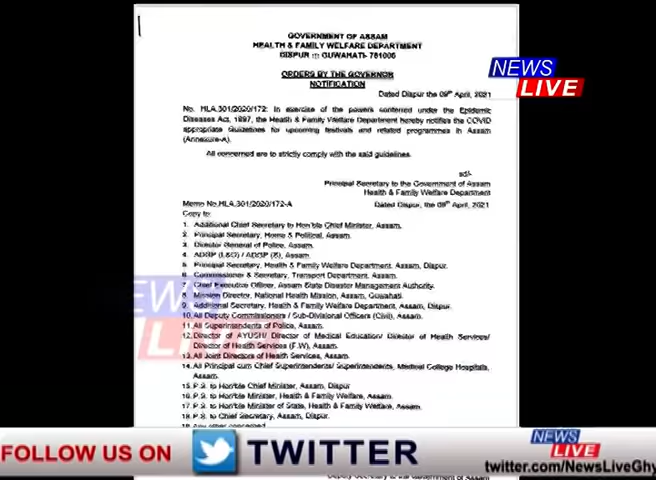 GOVERNMENT OF ASSAM
HEALTH & FAMILY WELFARE DEPARTMENT
DISPUR ::: GUWAHATI- 781006
ORDERS BY THE GOVERNOR
NOTIFICATION
Dated Dispur the 09th April, 2021
No. HLA.301/2020/172: In exercise of the powers conferred under the Epidemic
Diseases Act, 1897, the Health & Family Welfare Department hereby notifies the COVID
appropriate Guidelines for upcoming festivals and related programmes in Assam
(Annexure-A).
All concerned are to strictly comply with the said guidelines.
sd/-
Principal Secretary to the Government of Assam
Health & Family Welfare Department
Memo No.HLA.301/2020/172-A Dated Dispur, the 09th April, 2021
Copy to:
1. Additional Chief Secretary to Hon'ble Chief Minister, Assam.
2. Principal Secretary, Home & Political, Assam.
3. Director General of Police, Assam.
4. ADGP (L&O) / ADGP (S), Assam.
5. Principal Secretary, Health & Family Welfare Department, Assam, Dispur.
6. Commissioner & Secretary, Transport Department, Assam.
7. Chief Executive Officer, Assam State Disaster Management Authority.
8. Mission Director, National Health Mission, Assam, Guwahati.
9. Additional Secretary, Health & Family Welfare Department, Assam, Dispur.
10. All Deputy Commissioners / Sub-Divisional Officers (Civil), Assam.
11. All Superintendents of Police, Assam.
12. Director of AYUSH/ Director of Medical Education/ Director of Health Services/
Director of Health Services (F.W), Assam.
13. All Joint Directors of Health Services, Assam.
14. All Principal cum Chief Superintendents/ Superintendents, Medical College Hospitals,
Assam.
15. P.S. to Hon'ble Chief Minister, Assam, Dispur
16. P.S. to Hon'ble Minister, Health & Family Welfare, Assam.
17. P.S. to Hon'ble Minister of State, Health & Family Welfare, Assam.
18. P.S. to Chief Secretary, Assam, Dispur.
19. Any other concerned
NEWS
LIVE
NEWS
LIVE
FOLLOW US ON TWITTER
NEWS
LIVE
twitter.com/NewsLiveGhy
Deputy Secretary to the Government of Assam